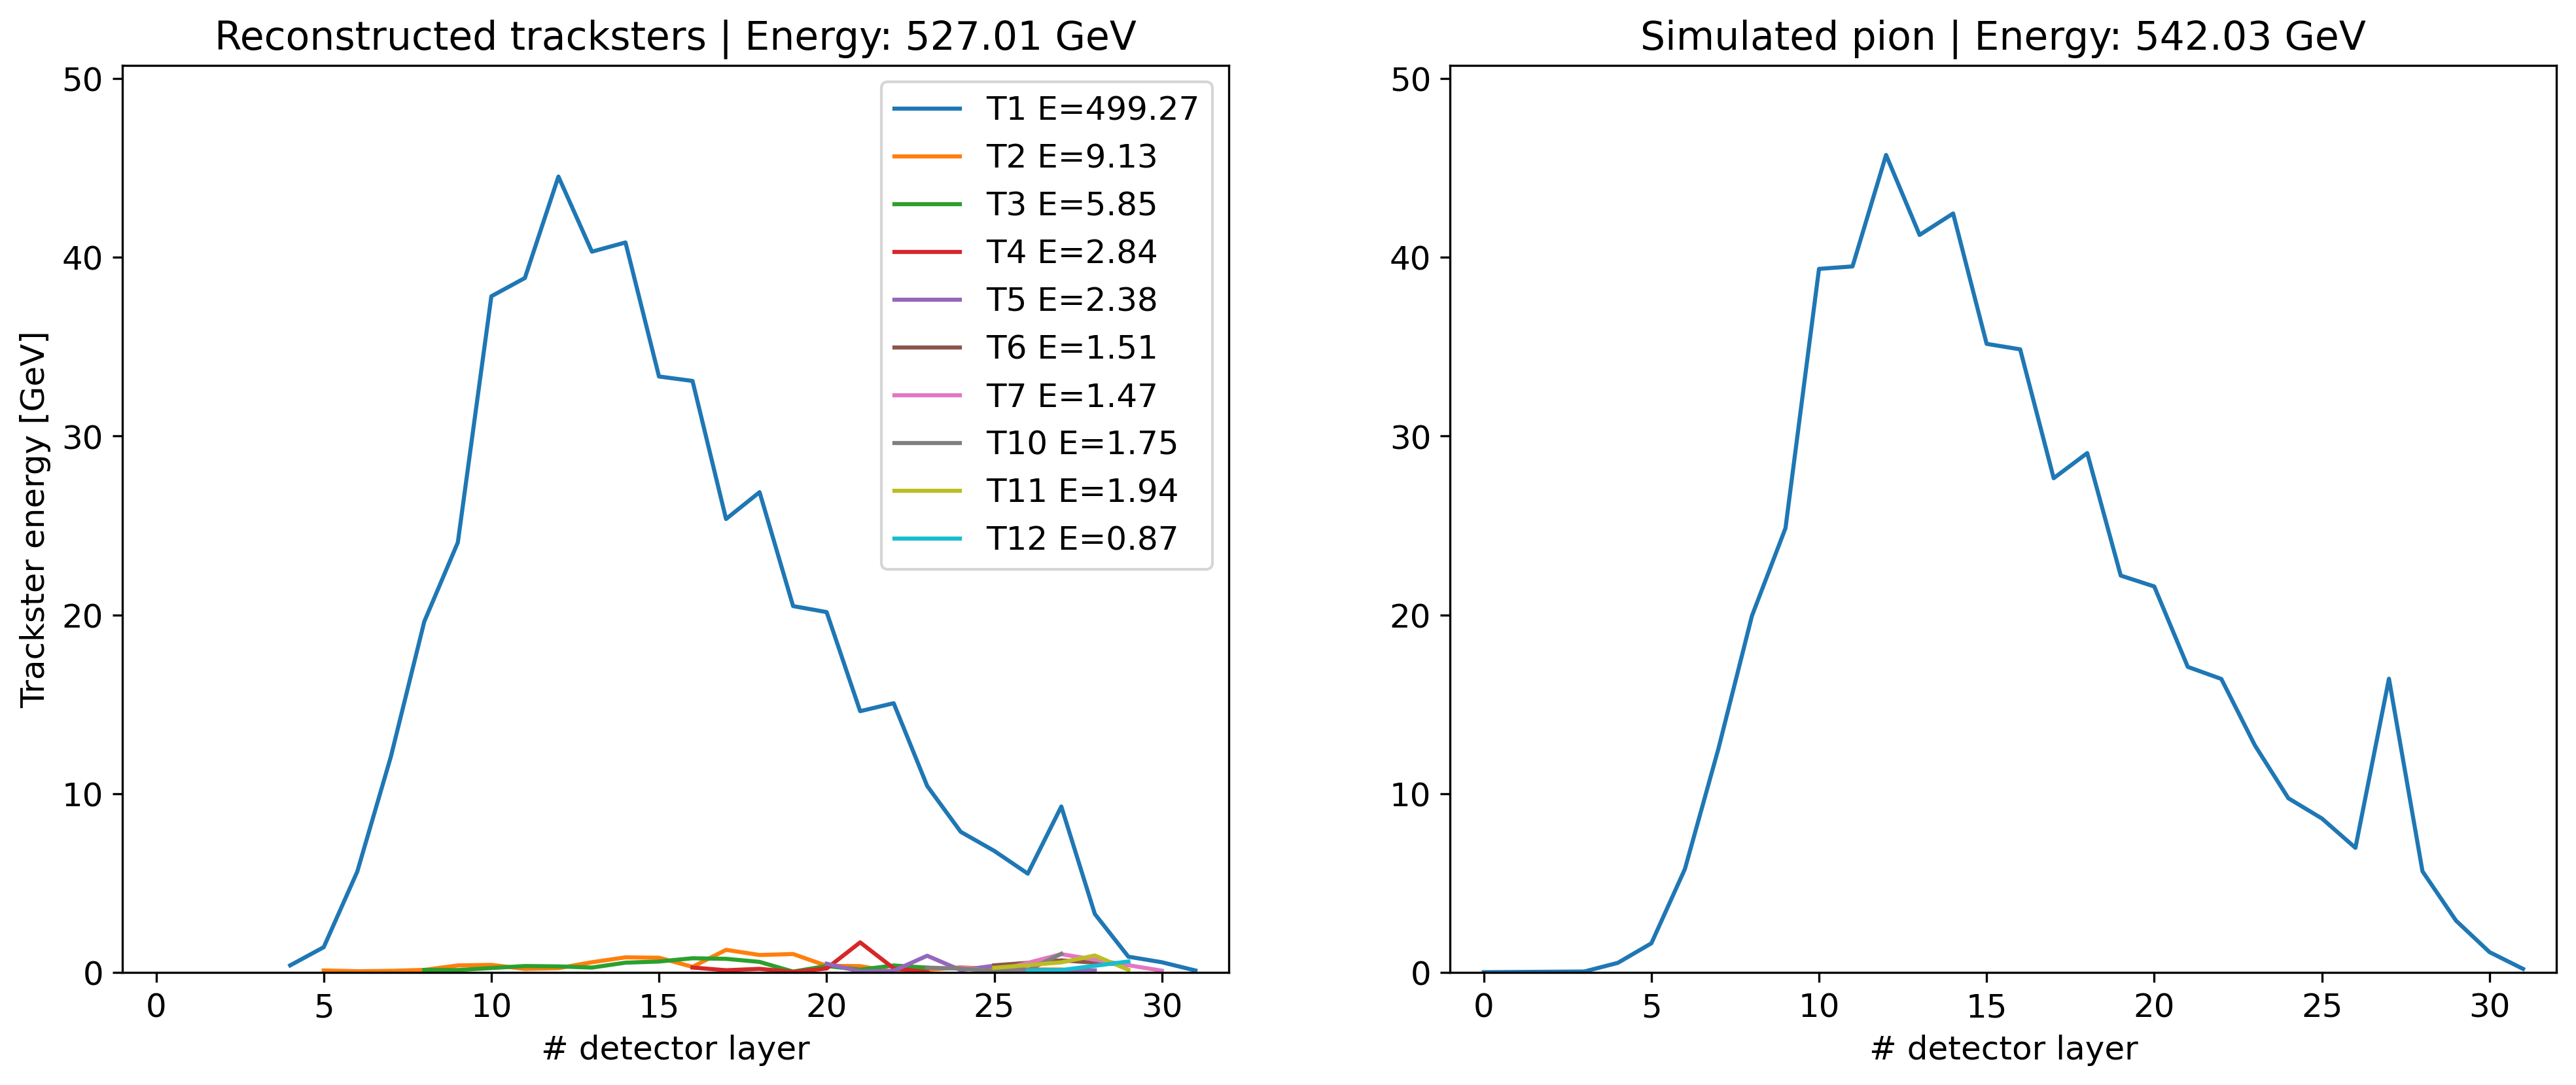 Reconstructed tracksters | Energy: 527.01 GeV
Trackster energy [GeV]
50
40
30
20
10
0
T1 E=499.27
T2 E=9.13
T3 E=5.85
T4 E=2.84
T5 E=2.38
T6 E=1.51
T7 E=1.47
T10 E=1.75
T11 E=1.94
T12 E=0.87
0 5 10 15 20 25 30
# detector layer
Simulated pion | Energy: 542.03 GeV
50
40
30
20
10
0
0 5 10 15 20 25 30
# detector layer